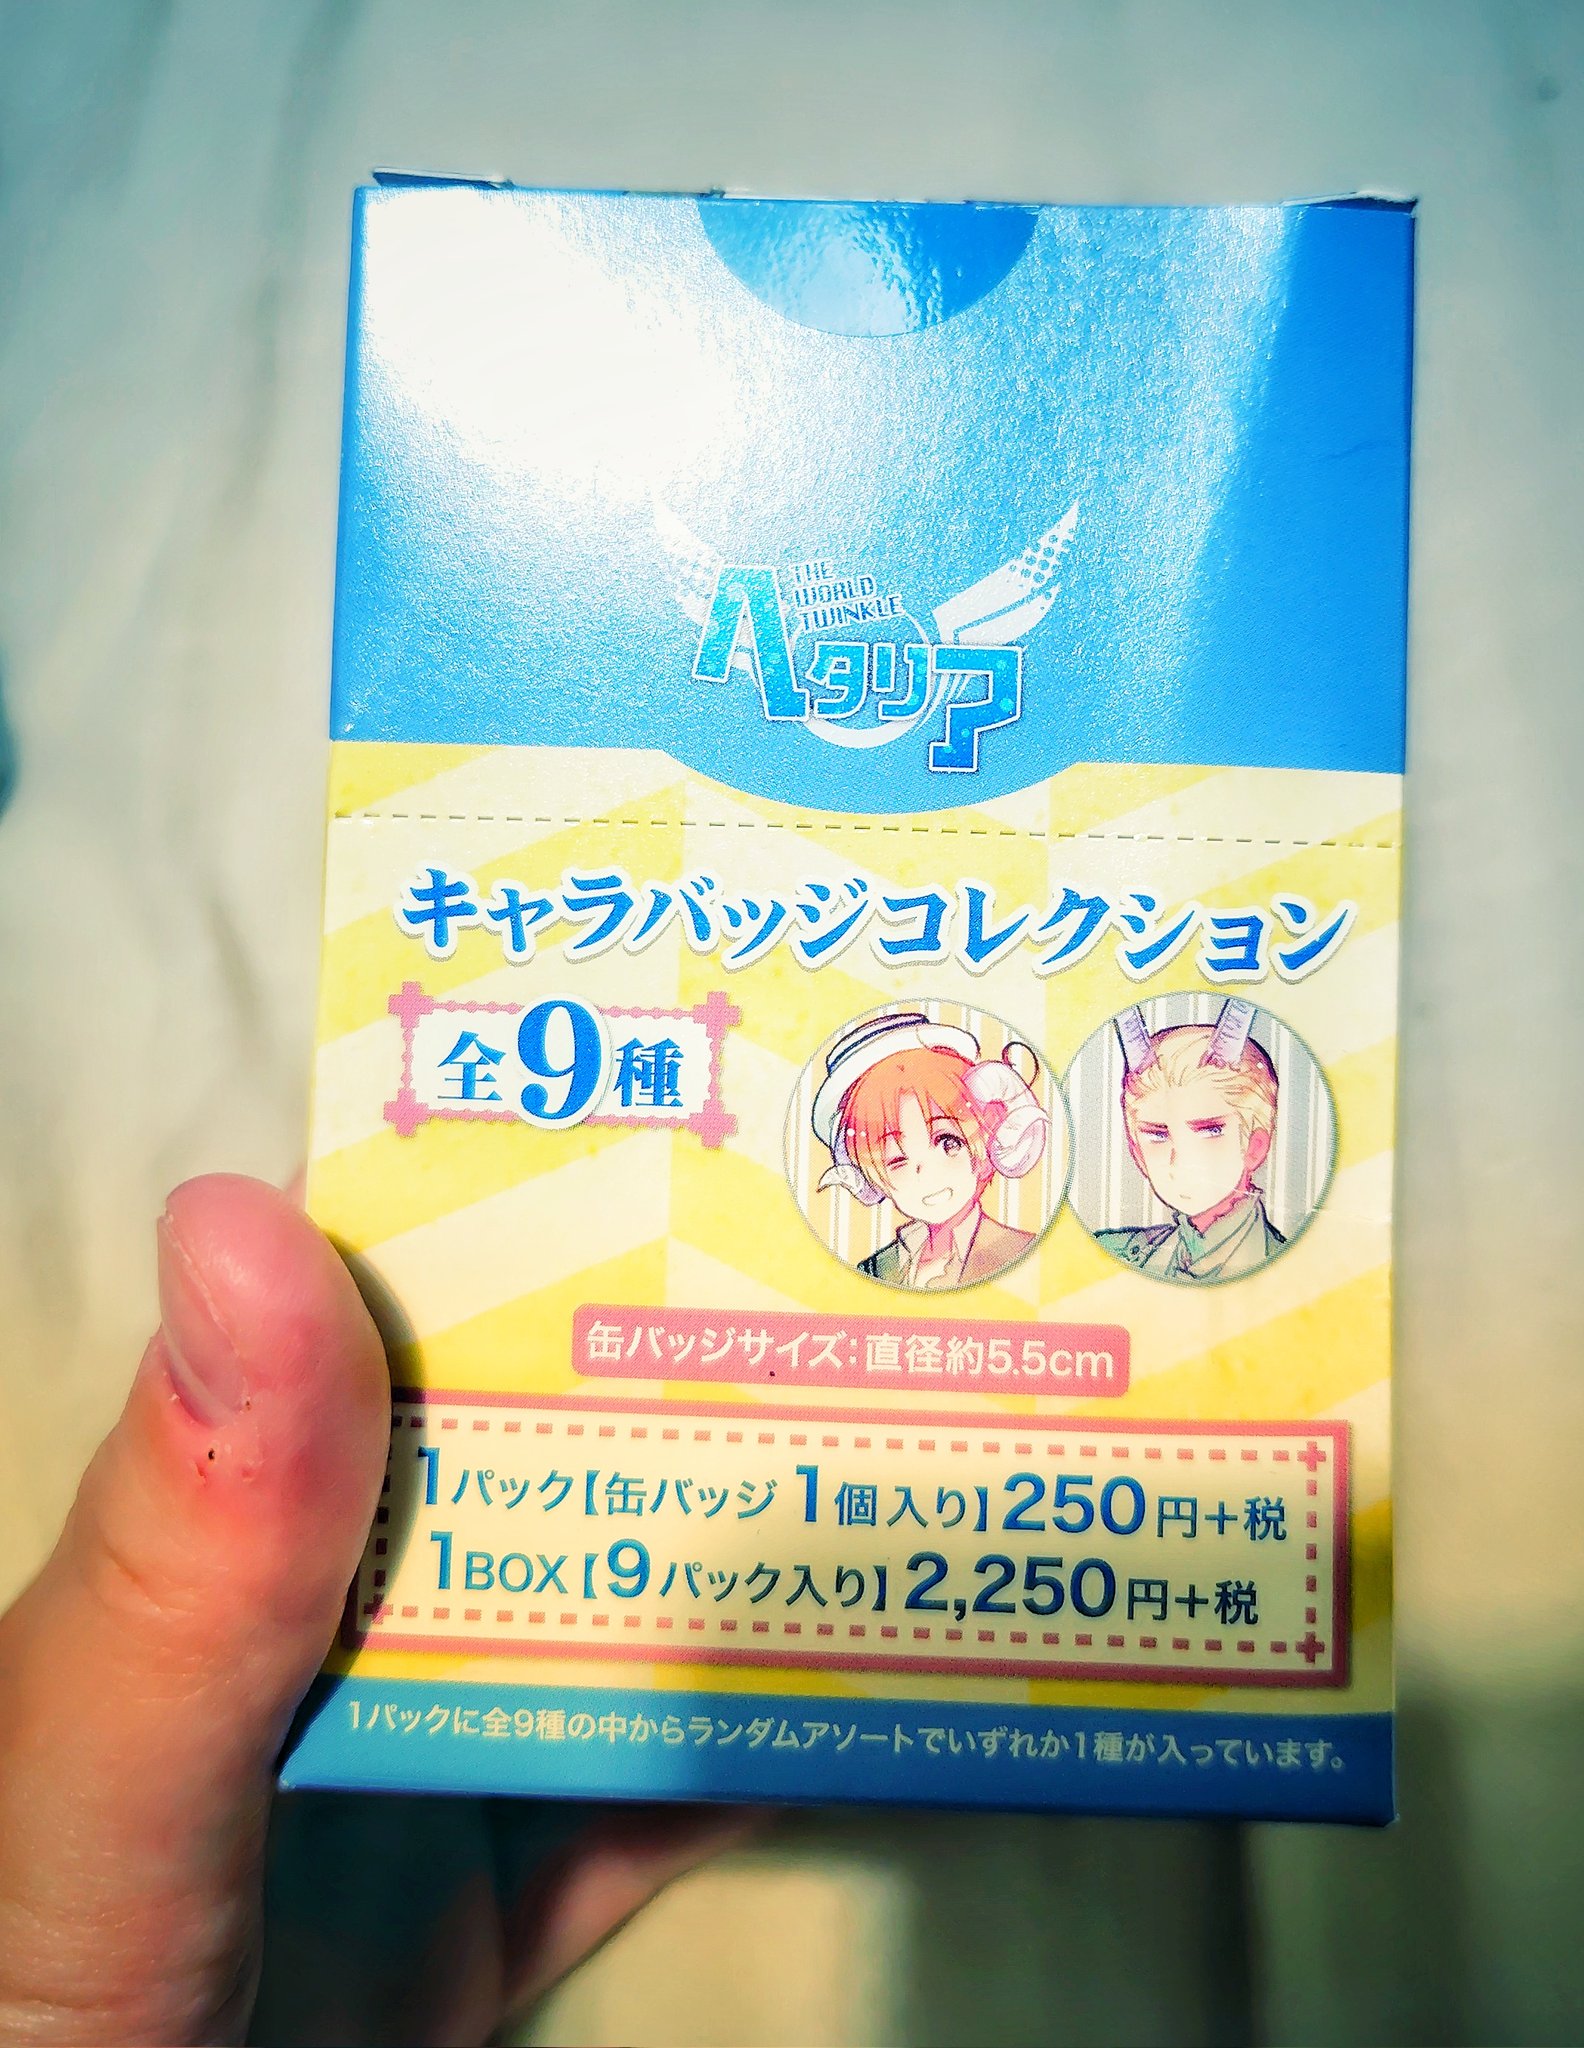 THE
WORLD
TWINKLE
ヘタリア
キャラバッジコレクション
全9種
缶バッジサイズ:直径約5.5cm
1パック【缶バッジ 1個入り】250円+税
1BOX【9パック入り】2,250円+税
1パックに全9種の中からランダムアソートでいずれか1種が入っています。